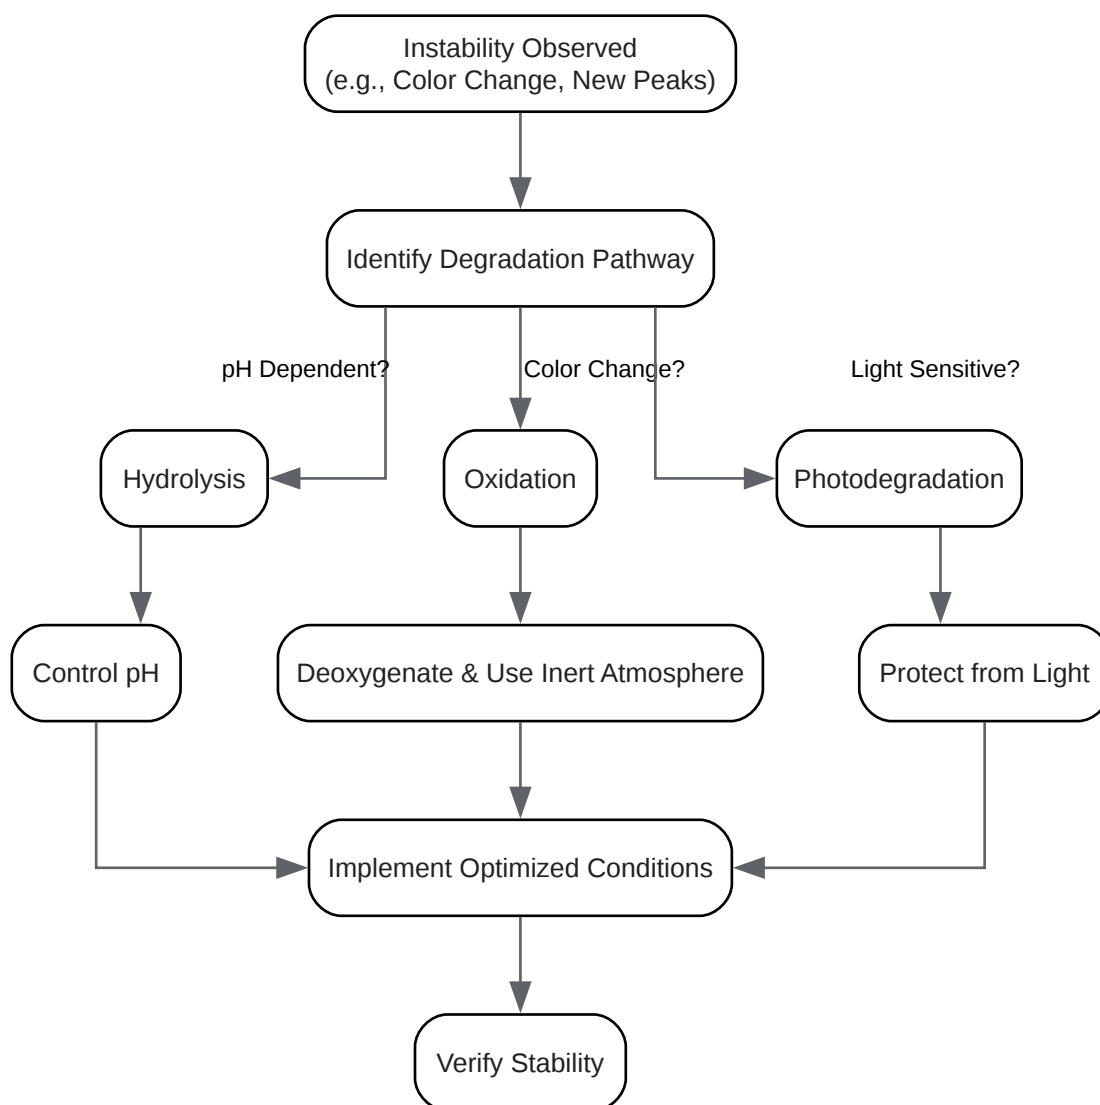 Instability Observed
(e.g., Color Change, New Peaks)
Identify Degradation Pathway
pH Dependent?
Color Change?
Light Sensitive?
Hydrolysis
Oxidation
Photodegradation
Control pH
Deoxygenate & Use Inert Atmosphere
Protect from Light
Implement Optimized Conditions
Verify Stability